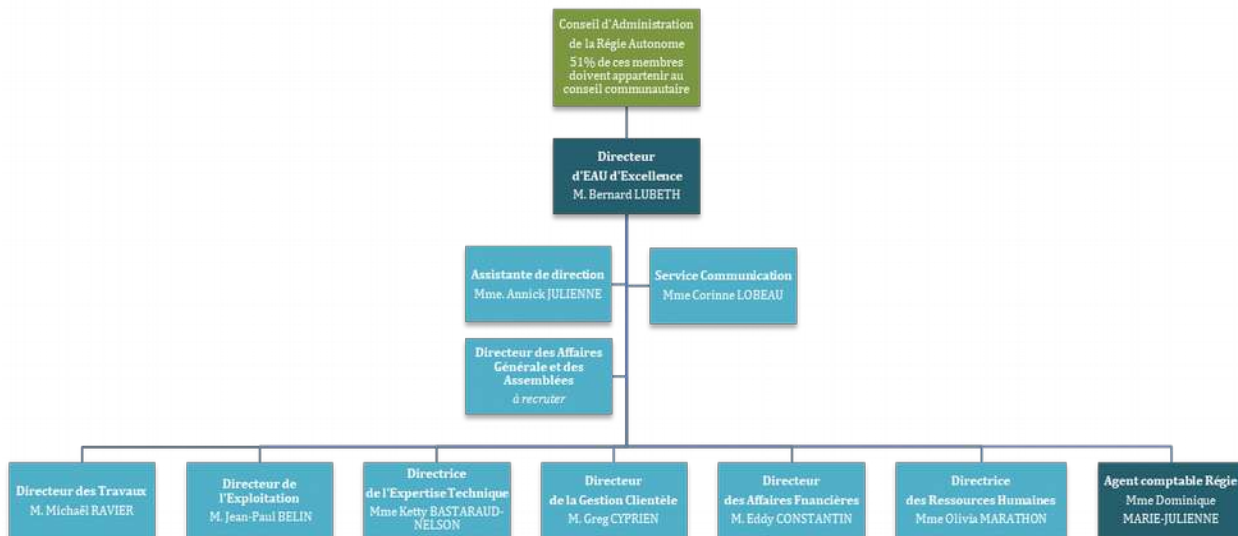 Conseil d'Administration
de la Régie Autonome
51% de ces membres
doivent appartenir au
conseil communautaire
Directeur
d'EAU d'Excellence
M. Bernard LUBETH
Assistante de direction
Mme. Annick JULIENNE
Service Communication
Mme Corinne LOBEAU
Directeur des Affaires
Générale et des
Assemblées
à recruter
Directeur des Travaux
M. Michaël RAVIER
Directeur de
l'Exploitation
M. Jean-Paul BELIN
Directrice
de l'Expertise Technique
Mme Ketty BASTARAUD-
NELSON
Directeur
de la Gestion Clientèle
M. Greg CYPRIEN
Directeur
des Affaires Fnancières
M. Eddy CONSTANTIN
Directrice
des Ressources Humaines
Mme Olivia MARATHON
Agent comptable Régie
Mme Dominique
MARIE-JULIENNE